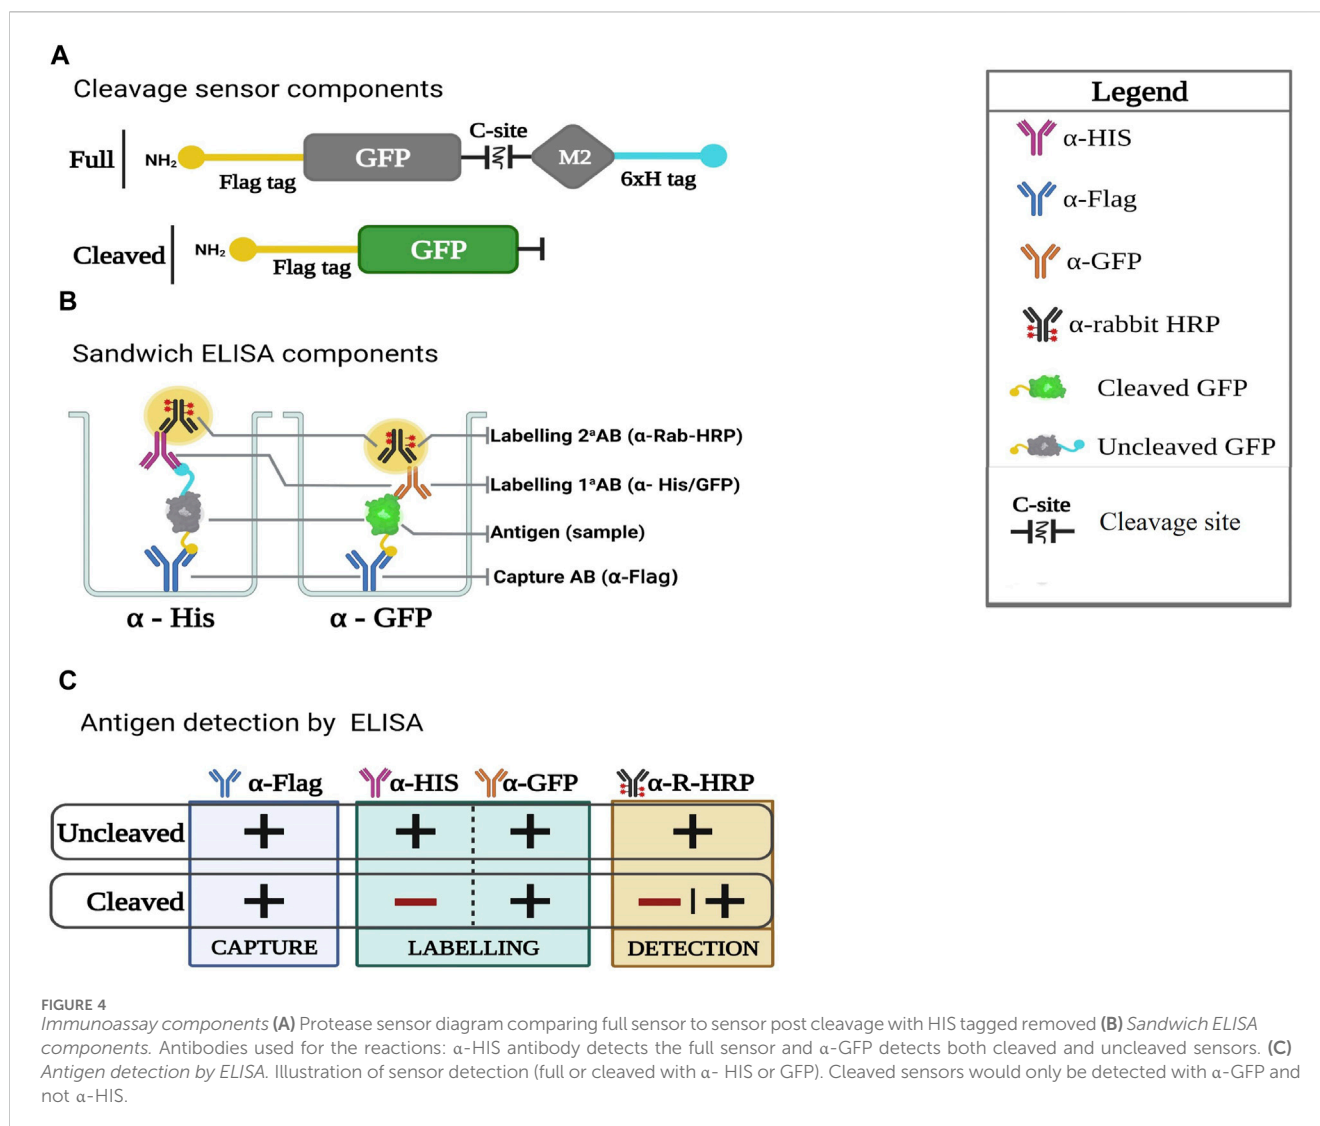 A
Cleavage sensor components
Full
NH2
Flag tag
GFP
C-site
M2
6xH tag
Cleaved
NH2
Flag tag
GFP
B
Sandwich ELISA components
Labelling 2ªAB (α-Rab-HRP)
Labelling 1ªAB (α- His/GFP)
Antigen (sample)
Capture AB (α-Flag)
α - His
α - GFP
Legend
α-HIS
α-Flag
α-GFP
α-rabbit HRP
Cleaved GFP
Uncleaved GFP
C-site
Cleavage site
C
Antigen detection by ELISA
α-Flag α-HIS α-GFP α-R-HRP
Uncleaved + + + +
Cleaved + — + — | +
CAPTURE LABELLING DETECTION
FIGURE 4
Immunoassay components (A) Protease sensor diagram comparing full sensor to sensor post cleavage with HIS tagged removed (B) Sandwich ELISA
components. Antibodies used for the reactions: α-HIS antibody detects the full sensor and α-GFP detects both cleaved and uncleaved sensors. (C)
Antigen detection by ELISA. Illustration of sensor detection (full or cleaved with α- HIS or GFP). Cleaved sensors would only be detected with α-GFP and
not α-HIS.